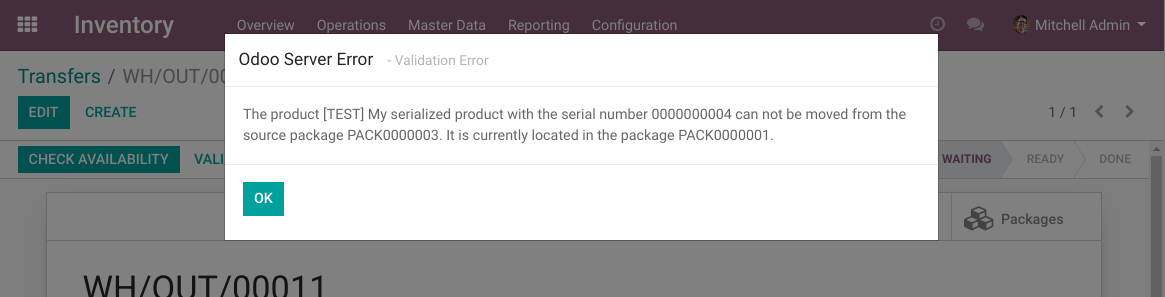 Inventory Overview Operations Master Data Reporting Configuration Mitchell Admin
Odoo Server Error - Validation Error
Transfers / WH/OUT/00
The product [TEST] My serialized product with the serial number 0000000004 can not be moved from the
source package PACK0000003. It is currently located in the package PACK0000001.
EDIT CREATE 1 / 1
CHECK AVAILABILITY VALI WAITING READY DONE
OK
Packages
WH/OUT/00011